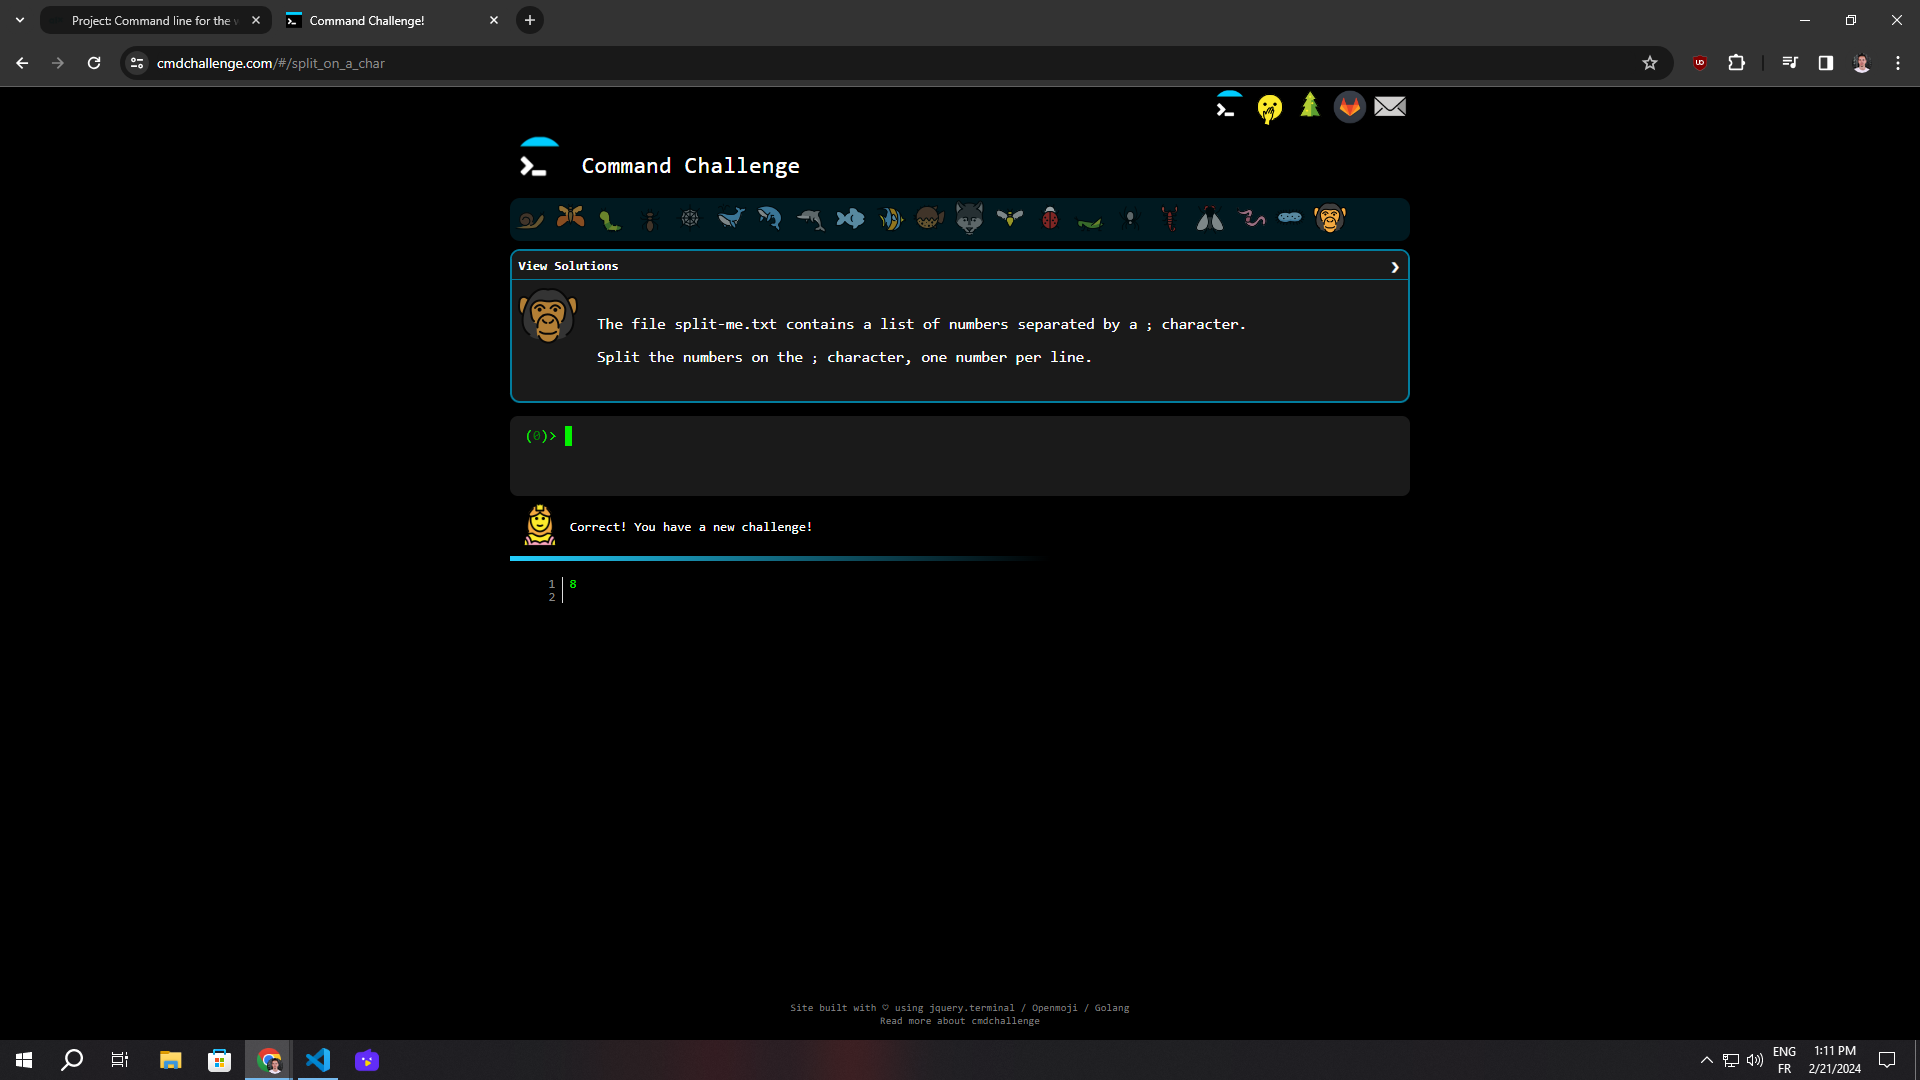 Project: Command line for the
Command Challenge!
cmdchallenge.com/#/split_on_a_char
Command Challenge
View Solutions
The file split-me.txt contains a list of numbers separated by a ; character.
Split the numbers on the ; character, one number per line.
(0)>
Correct! You have a new challenge!
1 8
2
Site built with ♡ using jquery.terminal / Openmoji / Golang
Read more about cmdchallenge
ENG
FR
1:11 PM
2/21/2024